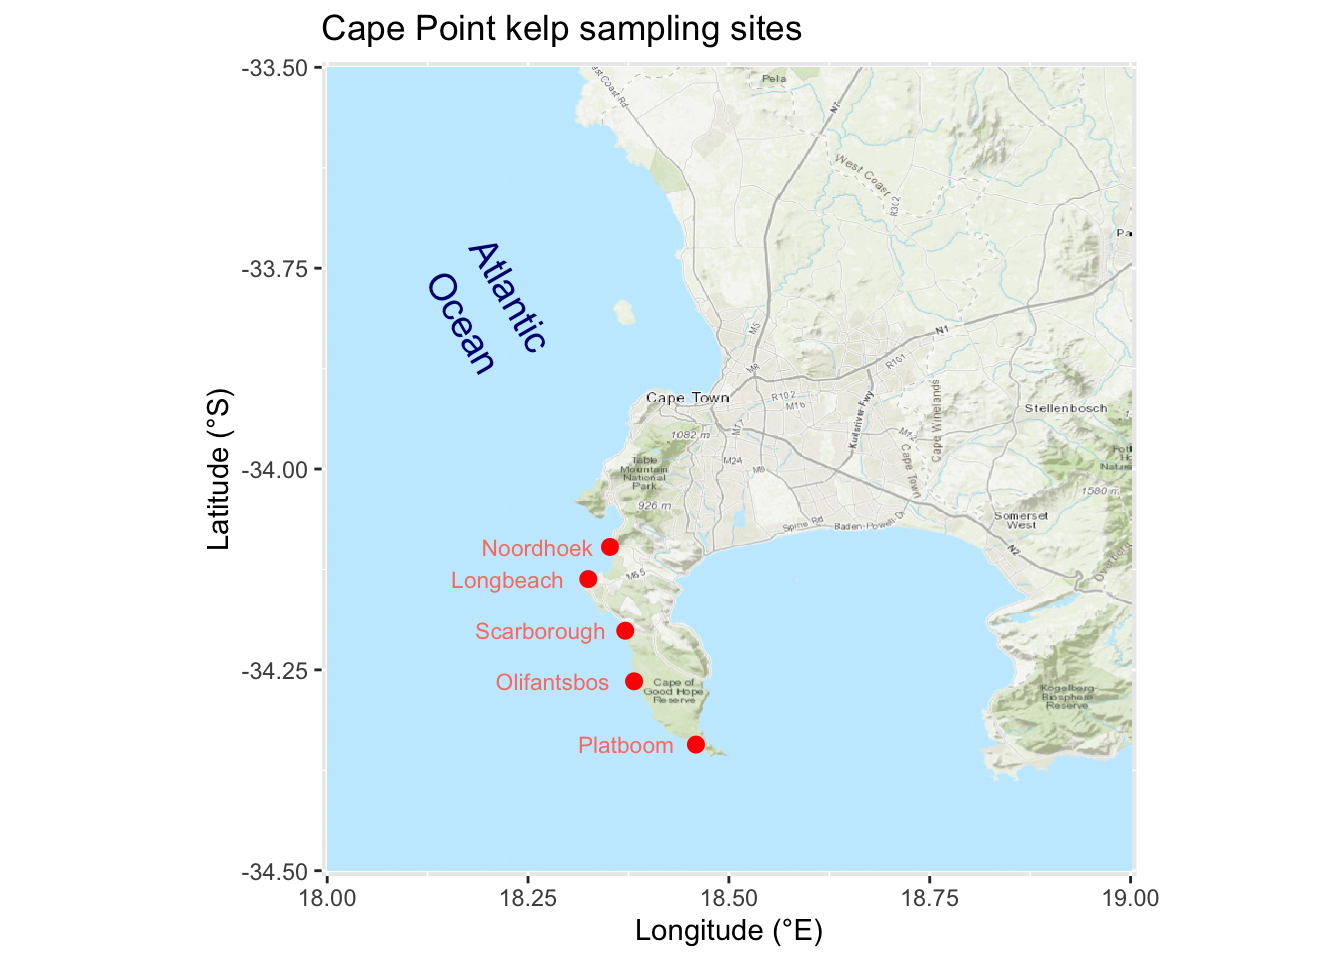 Cape Point kelp sampling sites
-33.50
-33.75
-34.00
-34.25
-34.50
Latitude (°S)
18.00
18.25
18.50
18.75
19.00
Longitude (°E)
Atlantic
Ocean
Pela
N7
West Coast
R302
Pa
N1
M5
R101
M8
Cape Town
R102
M16
Kuilsriver Fwy
Cape Winelands
Stellenbosch
1082 m
M24
M9
M12
Cape Town
Table
Mountain
National
Park
926 m
1580 m
Spine Rd
Baden-Powell Dr
Somerset
West
N2
Noordhoek
Longbeach
M65
Scarborough
Olifantsbos
Cape of
Good Hope
Reserve
Kogelberg
Biosphere
Reserve
Platboom